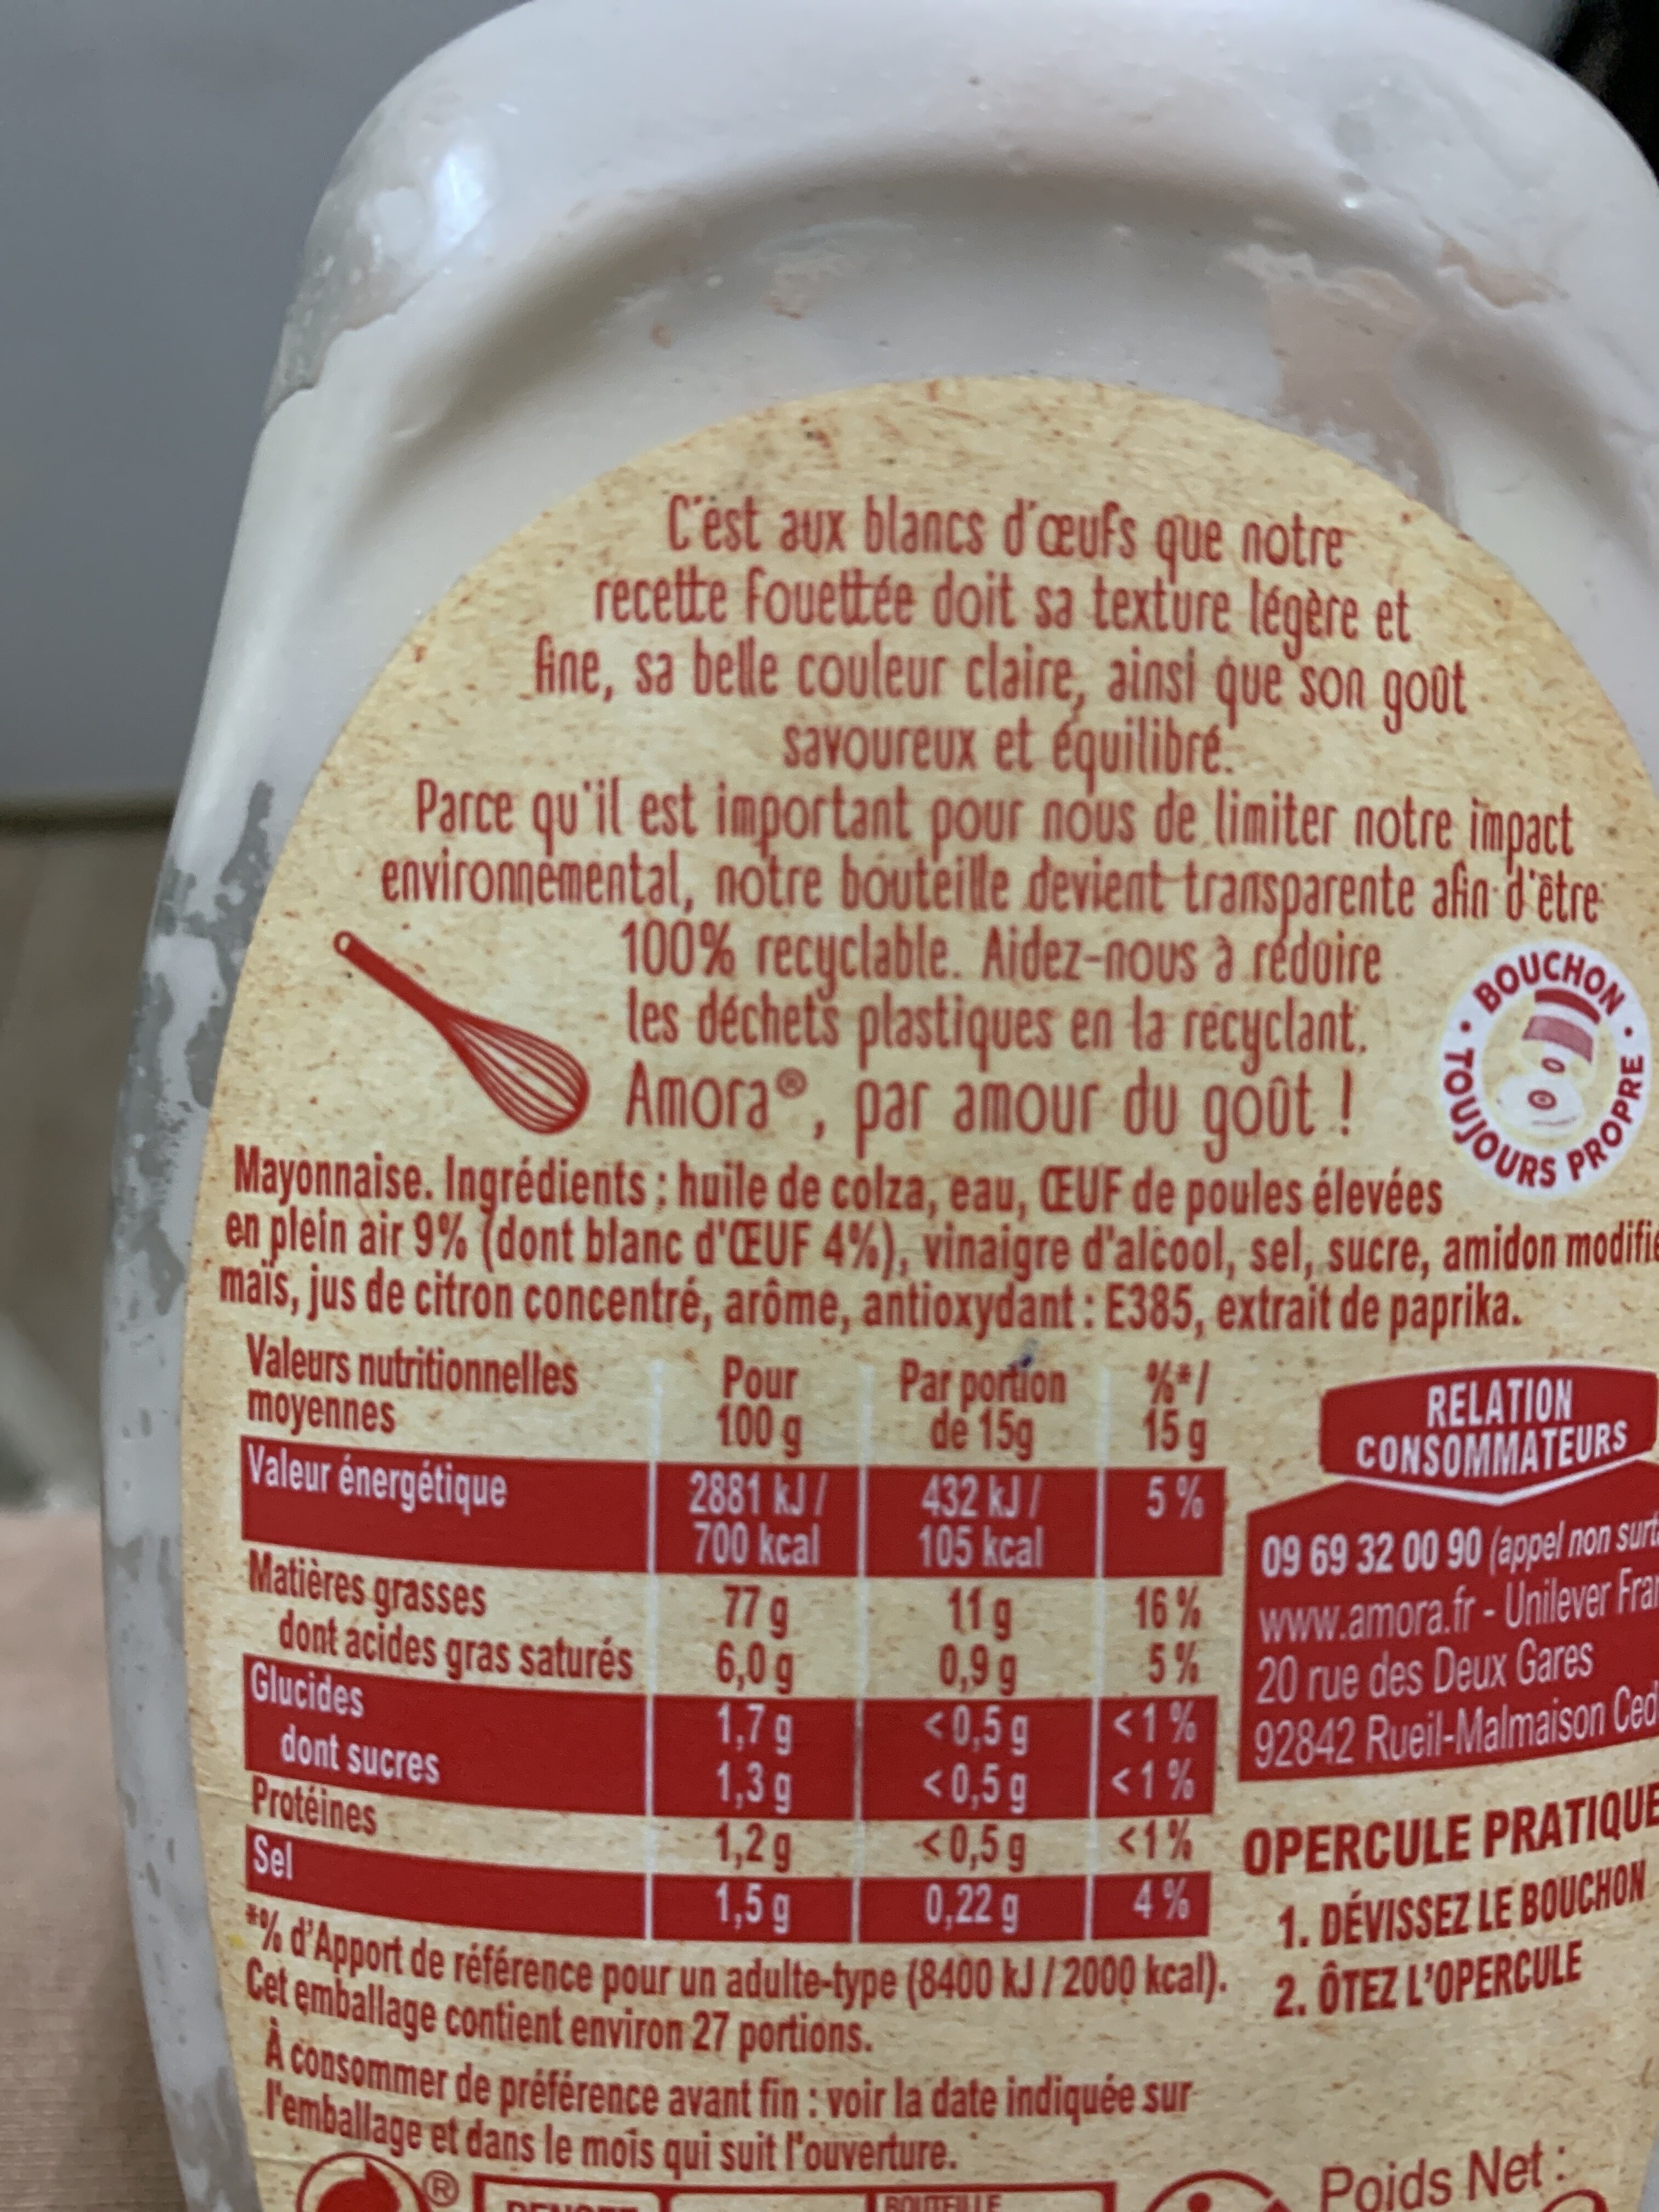 C'est aux blancs d'œufs que notre
recette fouettée doit sa texture légère et
fine, sa belle couleur claire, ainsi que son goût
savoureux et équilibré.
Parce qu'il est important pour nous de limiter notre impact
environnemental, notre bouteille devient transparente afin d'être
100% recyclable. Aidez-nous à réduire
les déchets plastiques en la recyclant.
Amora®, par amour du goût !
BOUCHON • TOUJOURS PROPRE •
Mayonnaise. Ingrédients : huile de colza, eau, ŒUF de poules élevées
en plein air 9% (dont blanc d'ŒUF 4%), vinaigre d'alcool, sel, sucre, amidon
maïs, jus de citron concentré, arôme, antioxydant : E385, extrait de paprika.
Valeurs nutritionnelles moyennes Pour 100 g Par portion de 15g %*/ 15 g
Valeur énergétique 2881 kJ / 700 kcal 432 kJ / 105 kcal 5 %
Matières grasses 77 g 11 g 16 %
dont acides gras saturés 6,0 g 0,9 g 5 %
Glucides 1,7 g <0,5 g <1 %
dont sucres 1,3 g <0,5 g <1 %
Protéines 1,2 g <0,5 g <1 %
Sel 1,5 g 0,22 g 4 %
*% d'Apport de référence pour un adulte-type (8400 kJ / 2000 kcal).
Cet emballage contient environ 27 portions.
À consommer de préférence avant fin : voir la date indiquée sur
l'emballage et dans le mois qui suit l'ouverture.
RELATION
CONSOMMATEURS
09 69 32 00 90 (appel non
www.amora.fr - Unilever
20 rue des Deux Gares
92842 Rueil-Malmaison
OPERCULE PRATIQUE
1. DÉVISSEZ LE BOUCHON
2. ÔTEZ L'OPERCULE
®
BOUTEILLE
Poids Net :